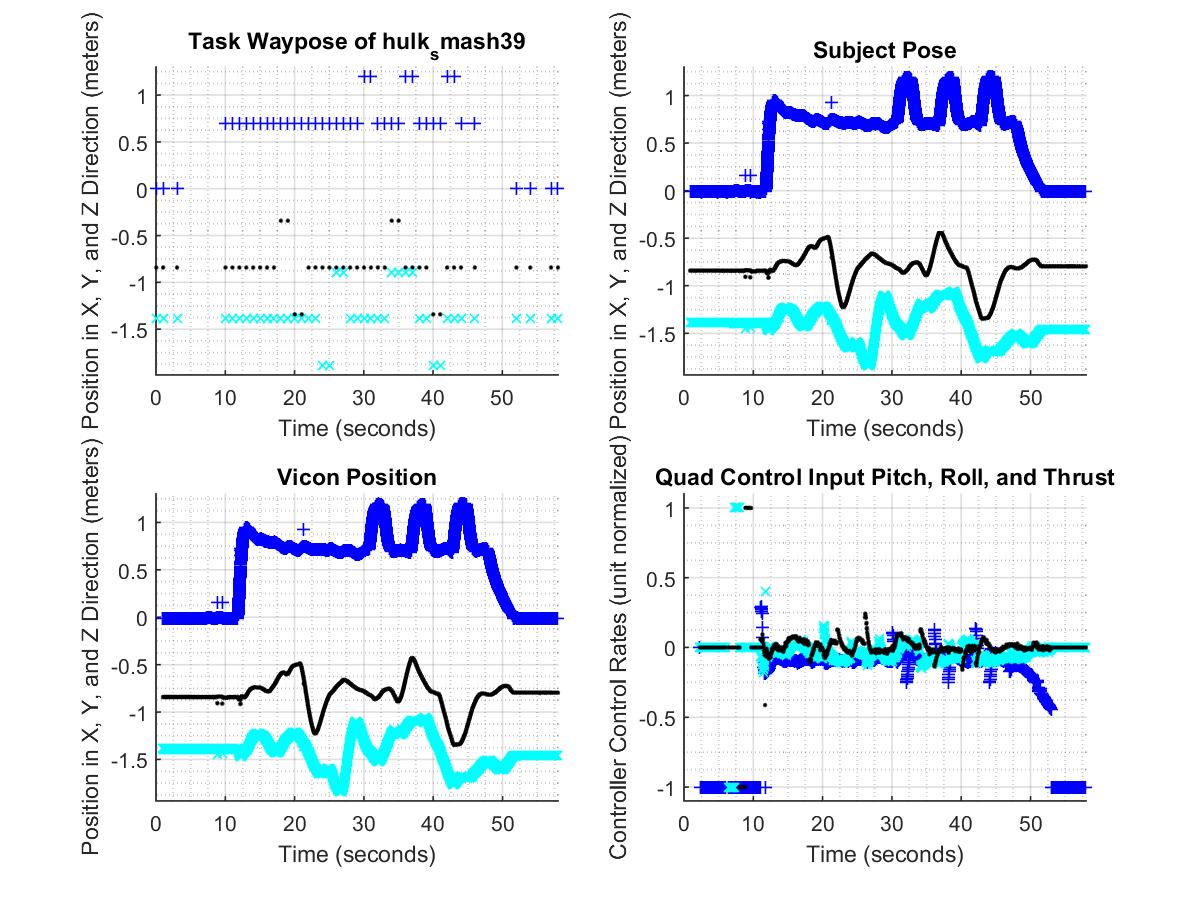 Task Waypose of hulksmash39
Position in X, Y, and Z Direction (meters)
1
0.5
0
-0.5
-1
-1.5
0 10 20 30 40 50
Time (seconds)
Subject Pose
Position in X, Y, and Z Direction (meters)
1
0.5
0
-0.5
-1
-1.5
0 10 20 30 40 50
Time (seconds)
Vicon Position
Position in X, Y, and Z Direction (meters)
1
0.5
0
-0.5
-1
-1.5
0 10 20 30 40 50
Time (seconds)
Quad Control Input Pitch, Roll, and Thrust
Controller Control Rates (unit normalized)
1
0.5
0
-0.5
-1
0 10 20 30 40 50
Time (seconds)